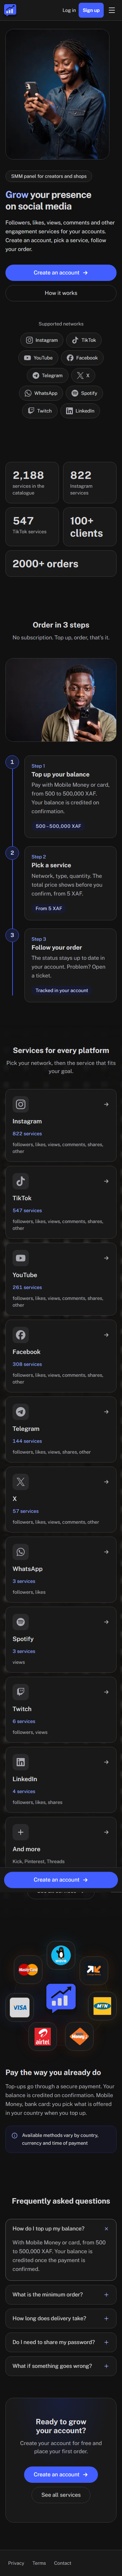 Log in
Sign up
SMM panel for creators and shops
Grow your presence
on social media
Followers, likes, views, comments and other
engagement services for your accounts.
Create an account, pick a service, follow
your order.
Create an account
How it works
Supported networks
Instagram
TikTok
YouTube
Facebook
Telegram
X
WhatsApp
Spotify
Twitch
LinkedIn
2,188
services in the
catalogue
822
Instagram
services
547
TikTok services
100+
clients
2000+ orders
Order in 3 steps
No subscription. Top up, order, that's it.
1
Step 1
Top up your balance
Pay with Mobile Money or card,
from 500 to 500,000 XAF.
Your balance is credited on
confirmation.
500 – 500,000 XAF
2
Step 2
Pick a service
Network, type, quantity. The
total price shows before you
confirm, from 5 XAF.
From 5 XAF
3
Step 3
Follow your order
The status stays up to date in
your account. Problem? Open
a ticket.
Tracked in your account
Services for every platform
Pick your network, then the service that fits
your goal.
Instagram
822 services
followers, likes, views, comments, shares,
other
TikTok
547 services
followers, likes, views, comments, shares,
other
YouTube
261 services
followers, likes, views, comments, shares,
other
Facebook
308 services
followers, likes, views, comments, shares,
other
Telegram
144 services
followers, likes, views, shares, other
X
57 services
followers, likes, views, comments, other
WhatsApp
3 services
followers, likes
Spotify
3 services
views
Twitch
6 services
followers, views
LinkedIn
4 services
followers, likes, shares
And more
Kick, Pinterest, Threads
Create an account
VISA
MTN
airtel
Pay the way you already do
Top-ups go through a secure payment. Your
balance is credited on confirmation. Mobile
Money, bank card: you pick what is offered
in your country when you top up.
Available methods vary by country,
currency and time of payment
Frequently asked questions
How do I top up my balance?
With Mobile Money or card, from 500
to 500,000 XAF. Your balance is
credited once the payment is
confirmed.
What is the minimum order?
How long does delivery take?
Do I need to share my password?
What if something goes wrong?
Ready to grow
your account?
Create your account for free and
place your first order.
Create an account
See all services
Privacy
Terms
Contact